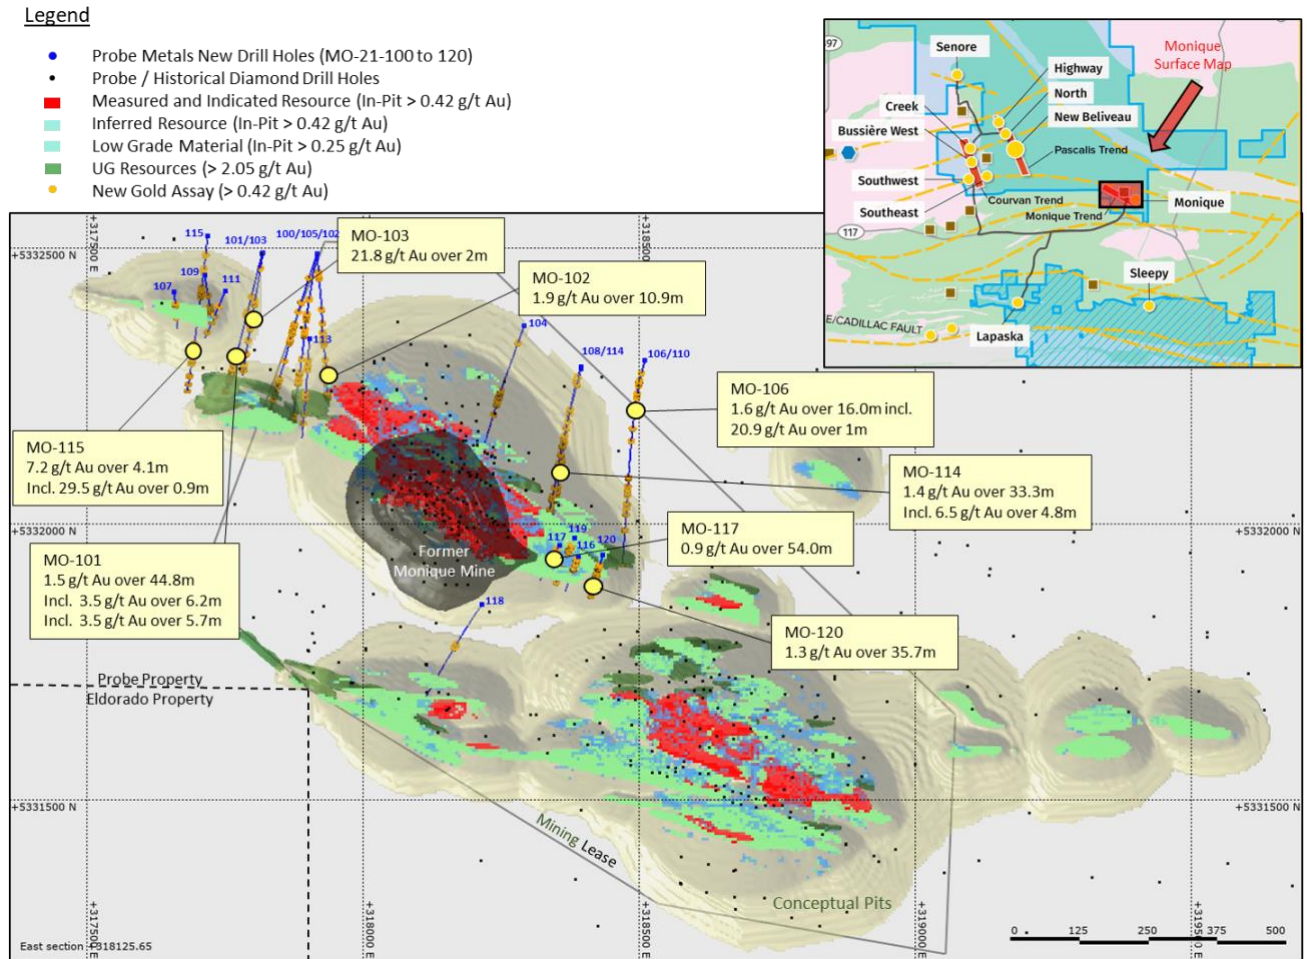 Legend
Probe Metals New Drill Holes (MO-21-100 to 120)
Probe / Historical Diamond Drill Holes
Measured and Indicated Resource (In-Pit > 0.42 g/t Au)
Inferred Resource (In-Pit > 0.42 g/t Au)
Low Grade Material (In-Pit > 0.25 g/t Au)
UG Resources (> 2.05 g/t Au)
New Gold Assay (> 0.42 g/t Au)
97
Senore
Monique
Surface Map
Highway
North
New Beliveau
Creek
Bussière West
Pascalis Trend
Southwest
Courvan Trend
Southeast
Monique Trend
Monique
117
Sleepy
E/CADILLAC FAULT
Lapaska
+317500 E
+318500 E
+5332500 N
115
101/103
100/105/102
109
111
107
113
104
108/114
106/110
MO-103
21.8 g/t Au over 2m
MO-102
1.9 g/t Au over 10.9m
MO-106
1.6 g/t Au over 16.0m incl.
20.9 g/t Au over 1m
MO-115
7.2 g/t Au over 4.1m
Incl. 29.5 g/t Au over 0.9m
MO-114
1.4 g/t Au over 33.3m
Incl. 6.5 g/t Au over 4.8m
MO-117
0.9 g/t Au over 54.0m
+5332000 N
+5332000 N
119
117
116
120
Former
Monique Mine
MO-101
1.5 g/t Au over 44.8m
Incl. 3.5 g/t Au over 6.2m
Incl. 3.5 g/t Au over 5.7m
118
MO-120
1.3 g/t Au over 35.7m
Probe Property
Eldorado Property
+5331500 N
+5331500 N
Mining Lease
Conceptual Pits
+317500 E
+318000 E
+318500 E
+319000 E
+319500 E
East section +318125.65
0
125
250
375
500